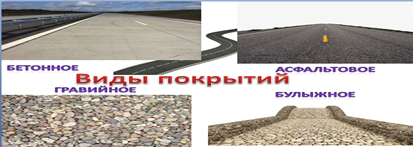 БЕТОННОЕ
АСФАЛЬТОВОЕ
Виды покрытий
ГРАВИЙНОЕ
БУЛЫЖНОЕ